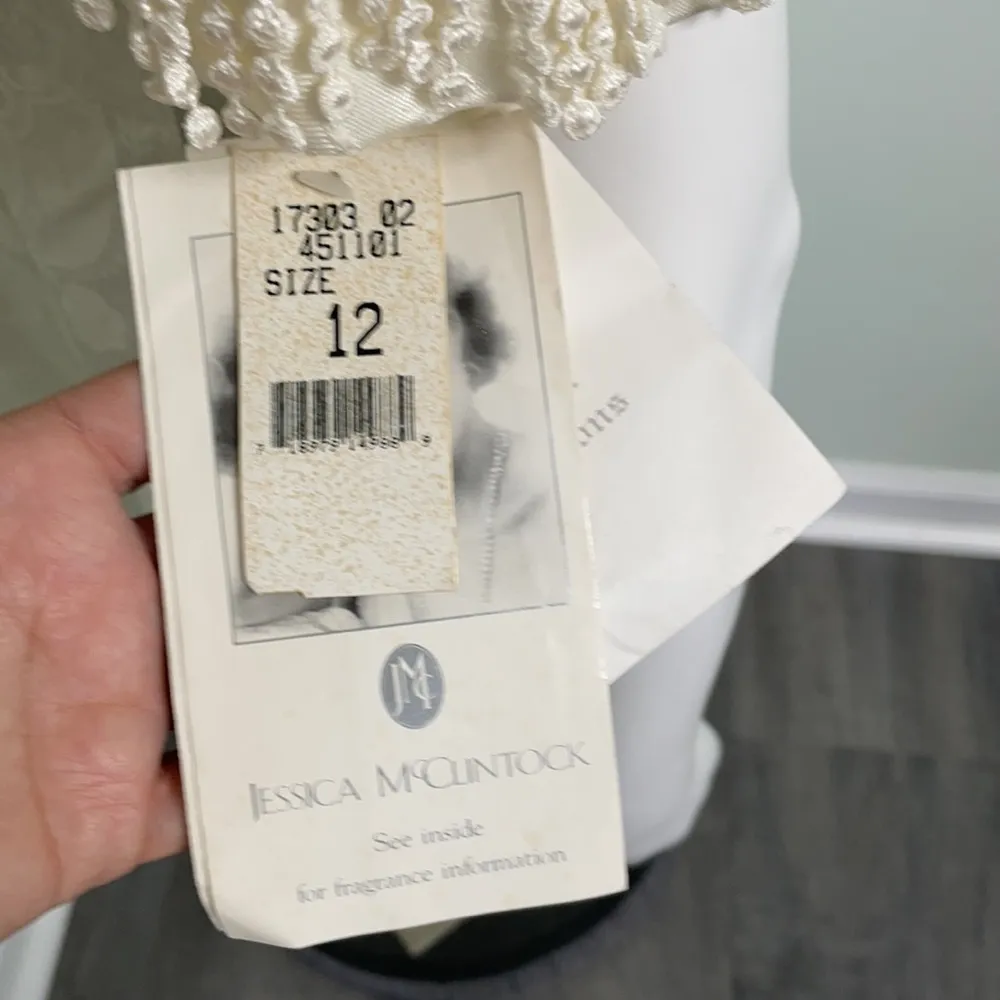 17303 02
451101
SIZE
12
JMC
JESSICA MCCLINTOCK
See inside
for fragrance information